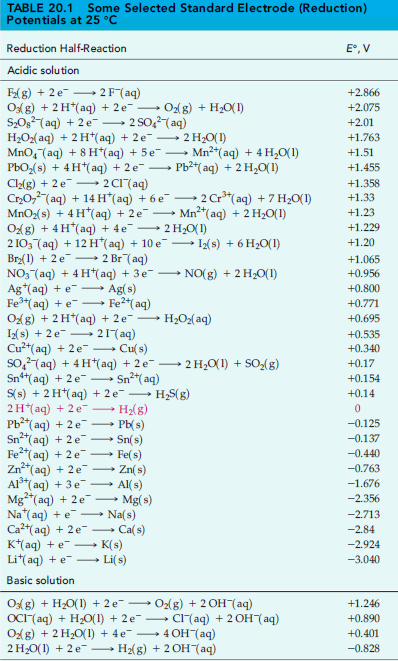 TABLE 20.1 Some Selected Standard Electrode (Reduction)
Potentials at 25 °C
Reduction Half-Reaction E°, V
Acidic solution
F₂(g) + 2 e⁻ ⟶ 2 F⁻(aq) +2.866
O₃(g) + 2 H⁺(aq) + 2 e⁻ ⟶ O₂(g) + H₂O(l) +2.075
S₂O₈²⁻(aq) + 2 e⁻ ⟶ 2 SO₄²⁻(aq) +2.01
H₂O₂(aq) + 2 H⁺(aq) + 2 e⁻ ⟶ 2 H₂O(l) +1.763
MnO₄⁻(aq) + 8 H⁺(aq) + 5 e⁻ ⟶ Mn²⁺(aq) + 4 H₂O(l) +1.51
PbO₂(s) + 4 H⁺(aq) + 2 e⁻ ⟶ Pb²⁺(aq) + 2 H₂O(l) +1.455
Cl₂(g) + 2 e⁻ ⟶ 2 Cl⁻(aq) +1.358
Cr₂O₇²⁻(aq) + 14 H⁺(aq) + 6 e⁻ ⟶ 2 Cr³⁺(aq) + 7 H₂O(l) +1.33
MnO₂(s) + 4 H⁺(aq) + 2 e⁻ ⟶ Mn²⁺(aq) + 2 H₂O(l) +1.23
O₂(g) + 4 H⁺(aq) + 4 e⁻ ⟶ 2 H₂O(l) +1.229
2 IO₃⁻(aq) + 12 H⁺(aq) + 10 e⁻ ⟶ I₂(s) + 6 H₂O(l) +1.20
Br₂(l) + 2 e⁻ ⟶ 2 Br⁻(aq) +1.065
NO₃⁻(aq) + 4 H⁺(aq) + 3 e⁻ ⟶ NO(g) + 2 H₂O(l) +0.956
Ag⁺(aq) + e⁻ ⟶ Ag(s) +0.800
Fe³⁺(aq) + e⁻ ⟶ Fe²⁺(aq) +0.771
O₂(g) + 2 H⁺(aq) + 2 e⁻ ⟶ H₂O₂(aq) +0.695
I₂(s) + 2 e⁻ ⟶ 2 I⁻(aq) +0.535
Cu²⁺(aq) + 2 e⁻ ⟶ Cu(s) +0.340
SO₄²⁻(aq) + 4 H⁺(aq) + 2 e⁻ ⟶ 2 H₂O(l) + SO₂(g) +0.17
Sn⁴⁺(aq) + 2 e⁻ ⟶ Sn²⁺(aq) +0.154
S(s) + 2 H⁺(aq) + 2 e⁻ ⟶ H₂S(g) +0.14
2 H⁺(aq) + 2 e⁻ ⟶ H₂(g) 0
Pb²⁺(aq) + 2 e⁻ ⟶ Pb(s) −0.125
Sn²⁺(aq) + 2 e⁻ ⟶ Sn(s) −0.137
Fe²⁺(aq) + 2 e⁻ ⟶ Fe(s) −0.440
Zn²⁺(aq) + 2 e⁻ ⟶ Zn(s) −0.763
Al³⁺(aq) + 3 e⁻ ⟶ Al(s) −1.676
Mg²⁺(aq) + 2 e⁻ ⟶ Mg(s) −2.356
Na⁺(aq) + e⁻ ⟶ Na(s) −2.713
Ca²⁺(aq) + 2 e⁻ ⟶ Ca(s) −2.84
K⁺(aq) + e⁻ ⟶ K(s) −2.924
Li⁺(aq) + e⁻ ⟶ Li(s) −3.040
Basic solution
O₃(g) + H₂O(l) + 2 e⁻ ⟶ O₂(g) + 2 OH⁻(aq) +1.246
OCl⁻(aq) + H₂O(l) + 2 e⁻ ⟶ Cl⁻(aq) + 2 OH⁻(aq) +0.890
O₂(g) + 2 H₂O(l) + 4 e⁻ ⟶ 4 OH⁻(aq) +0.401
2 H₂O(l) + 2 e⁻ ⟶ H₂(g) + 2 OH⁻(aq) −0.828